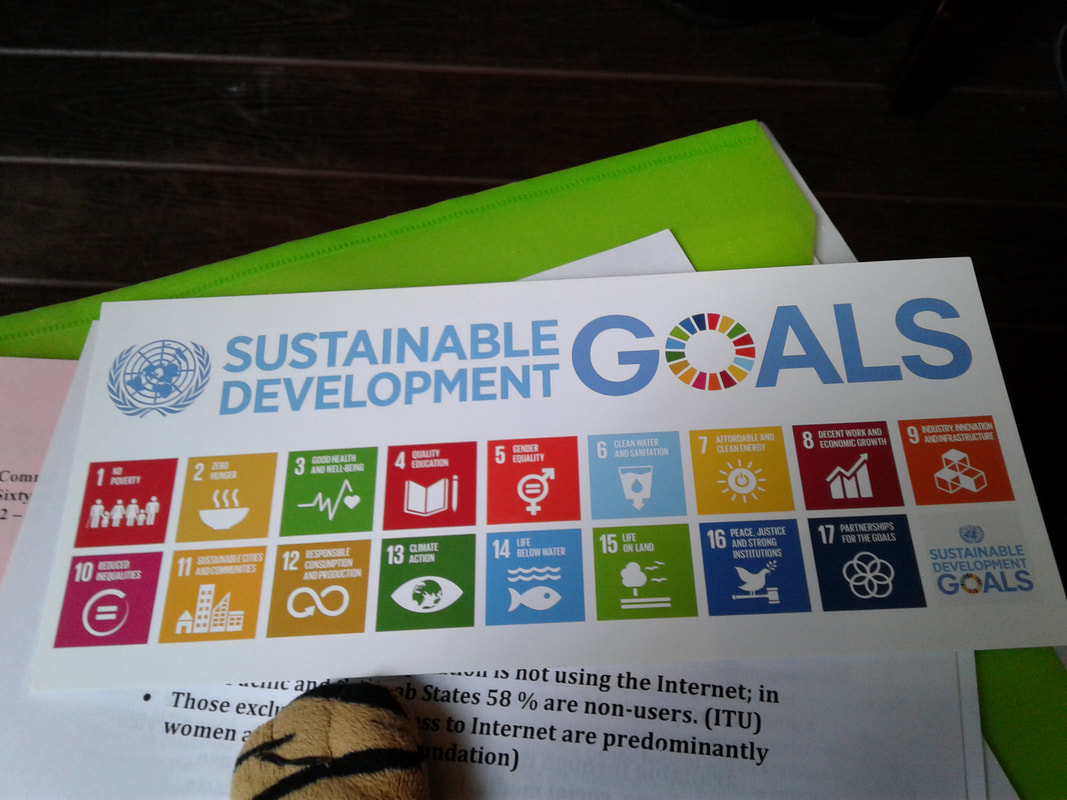 SUSTAINABLE
DEVELOPMENT
GOALS
1 NO
POVERTY
2 ZERO
HUNGER
3 GOOD HEALTH
AND WELL-BEING
4 QUALITY
EDUCATION
5 GENDER
EQUALITY
6 CLEAN WATER
AND SANITATION
7 AFFORDABLE AND
CLEAN ENERGY
8 DECENT WORK AND
ECONOMIC GROWTH
9 INDUSTRY, INNOVATION
AND INFRASTRUCTURE
10 REDUCED
INEQUALITIES
11 SUSTAINABLE CITIES
AND COMMUNITIES
12 RESPONSIBLE
CONSUMPTION
AND PRODUCTION
13 CLIMATE
ACTION
14 LIFE
BELOW WATER
15 LIFE
ON LAND
16 PEACE, JUSTICE
AND STRONG
INSTITUTIONS
17 PARTNERSHIPS
FOR THE GOALS
SUSTAINABLE
DEVELOPMENT
GOALS
Com
Sixty
2 –
is not using the Internet; in
and States 58 % are non-users. (ITU)
• Those
women to Internet are predominantly